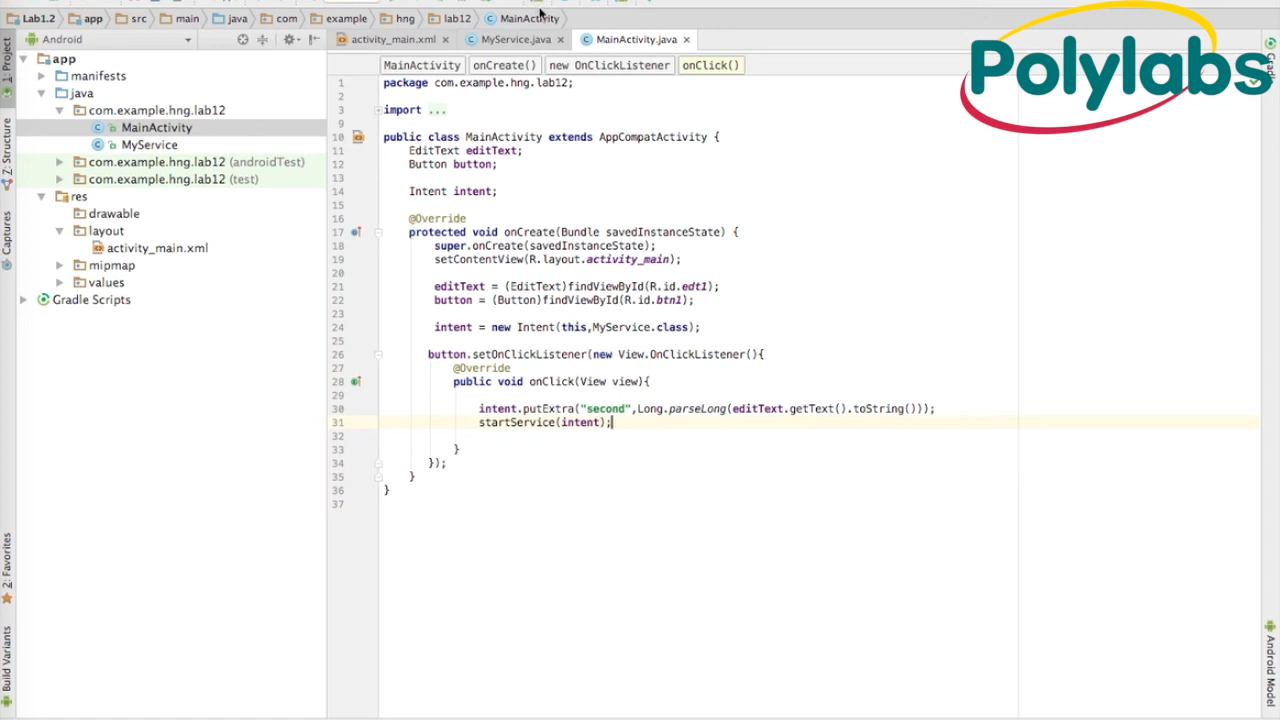 Lab1.2 app src main java com example hng lab12 MainActivity
Polylabs
Android
activity_main.xml MyService.java MainActivity.java
1: Project
Z: Structure
Captures
2: Favorites
Build Variants
app
manifests
java
com.example.hng.lab12
MainActivity
MyService
com.example.hng.lab12 (androidTest)
com.example.hng.lab12 (test)
res
drawable
layout
activity_main.xml
mipmap
values
Gradle Scripts
MainActivity onCreate() new OnClickListener onClick()
1 package com.example.hng.lab12;
2
3 import ...
9
10 public class MainActivity extends AppCompatActivity {
11 EditText editText;
12 Button button;
13
14 Intent intent;
15
16 @Override
17 protected void onCreate(Bundle savedInstanceState) {
18 super.onCreate(savedInstanceState);
19 setContentView(R.layout.activity_main);
20
21 editText = (EditText)findViewById(R.id.edt1);
22 button = (Button)findViewById(R.id.btn1);
23
24 intent = new Intent(this,MyService.class);
25
26 button.setOnClickListener(new View.OnClickListener(){
27 @Override
28 public void onClick(View view){
29
30 intent.putExtra("second",Long.parseLong(editText.getText().toString()));
31 startService(intent);
32
33 }
34 });
35 }
36 }
37
Android Model